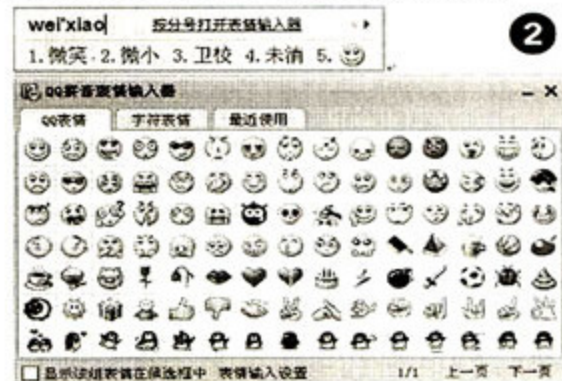 wei'xiao 按分号打开表情输入器
2
1.微笑 2.微小 3.卫校 4.未消 5.
QQ拼音表情输入器
QQ表情 字符表情 最近使用
显示该组表情在候选框中 表情输入设置 1/1 上一页 下一页